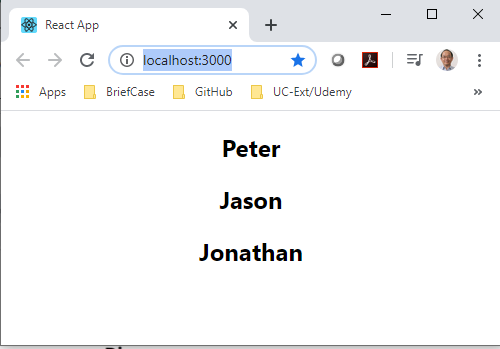 React App
localhost:3000
Apps BriefCase GitHub UC-Ext/Udemy
Peter
Jason
Jonathan